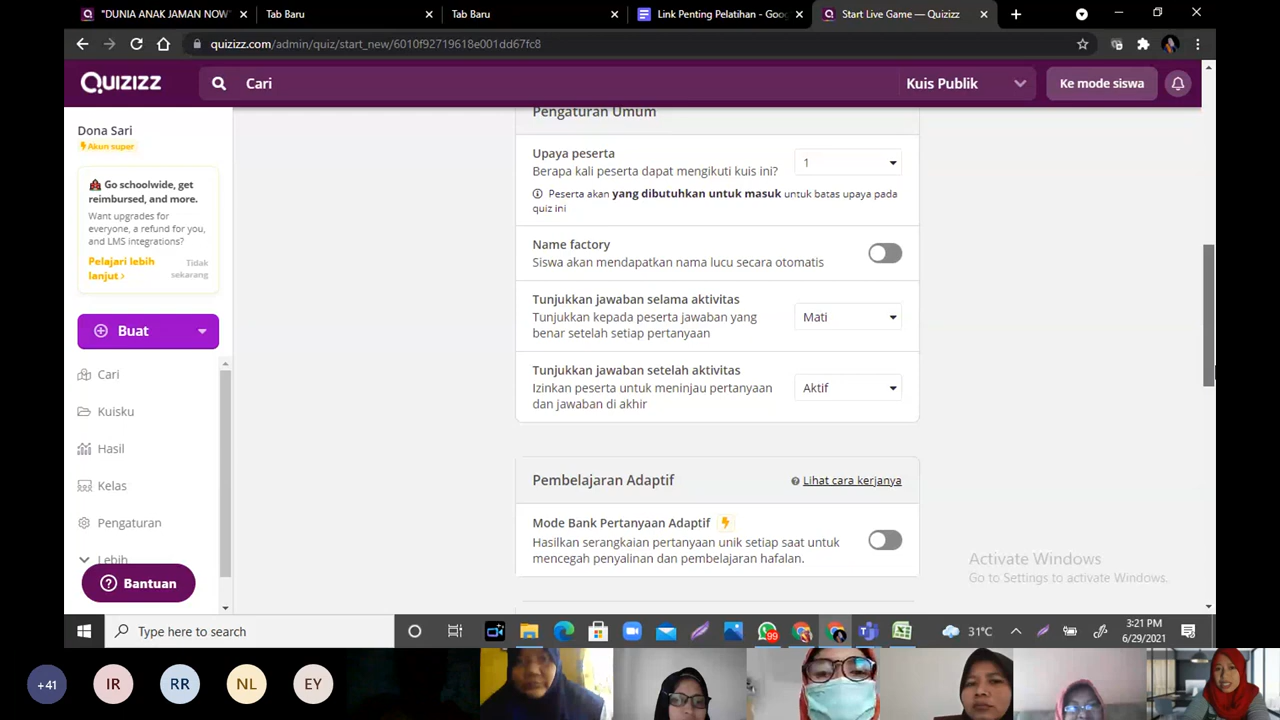 "DUNIA ANAK JAMAN NOW"
Tab Baru
Tab Baru
Link Penting Pelatihan - Goog
Start Live Game — Quizizz
quizizz.com/admin/quiz/start_new/6010f92719618e001dd67fc8
QUIZIZZ
Cari
Kuis Publik
Ke mode siswa
Dona Sari
Akun super
Go schoolwide, get
reimbursed, and more.
Want upgrades for
everyone, a refund for you,
and LMS integrations?
Pelajari lebih
lanjut >
Tidak
sekarang
Buat
Cari
Kuisku
Hasil
Kelas
Pengaturan
Lebih
Bantuan
Pengaturan Umum
Upaya peserta
Berapa kali peserta dapat mengikuti kuis ini?
1
Peserta akan yang dibutuhkan untuk masuk untuk batas upaya pada
quiz ini
Name factory
Siswa akan mendapatkan nama lucu secara otomatis
Tunjukkan jawaban selama aktivitas
Tunjukkan kepada peserta jawaban yang
benar setelah setiap pertanyaan
Mati
Tunjukkan jawaban setelah aktivitas
Izinkan peserta untuk meninjau pertanyaan
dan jawaban di akhir
Aktif
Pembelajaran Adaptif
Lihat cara kerjanya
Mode Bank Pertanyaan Adaptif
Hasilkan serangkaian pertanyaan unik setiap saat untuk
mencegah penyalinan dan pembelajaran hafalan.
Activate Windows
Go to Settings to activate Windows.
Type here to search
99
31°C
3:21 PM
6/29/2021
+41
IR
RR
NL
EY